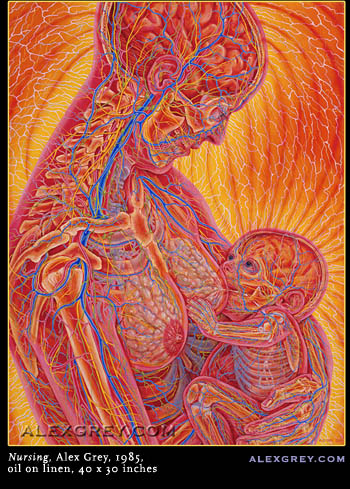 ALEXGREY.COM
Nursing, Alex Grey, 1985,
oil on linen, 40 x 30 inches
ALEXGREY.COM